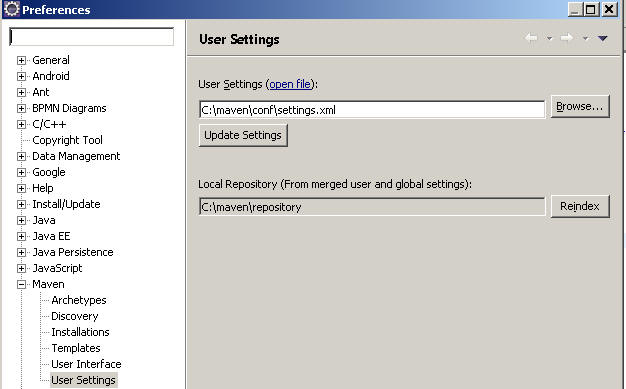 Preferences
User Settings
General
Android
Ant
BPMN Diagrams
C/C++
Copyright Tool
Data Management
Google
Help
Install/Update
Java
Java EE
Java Persistence
JavaScript
Maven
Archetypes
Discovery
Installations
Templates
User Interface
User Settings
User Settings (open file):
C:\maven\conf\settings.xml
Browse...
Update Settings
Local Repository (From merged user and global settings):
C:\maven\repository
Reindex